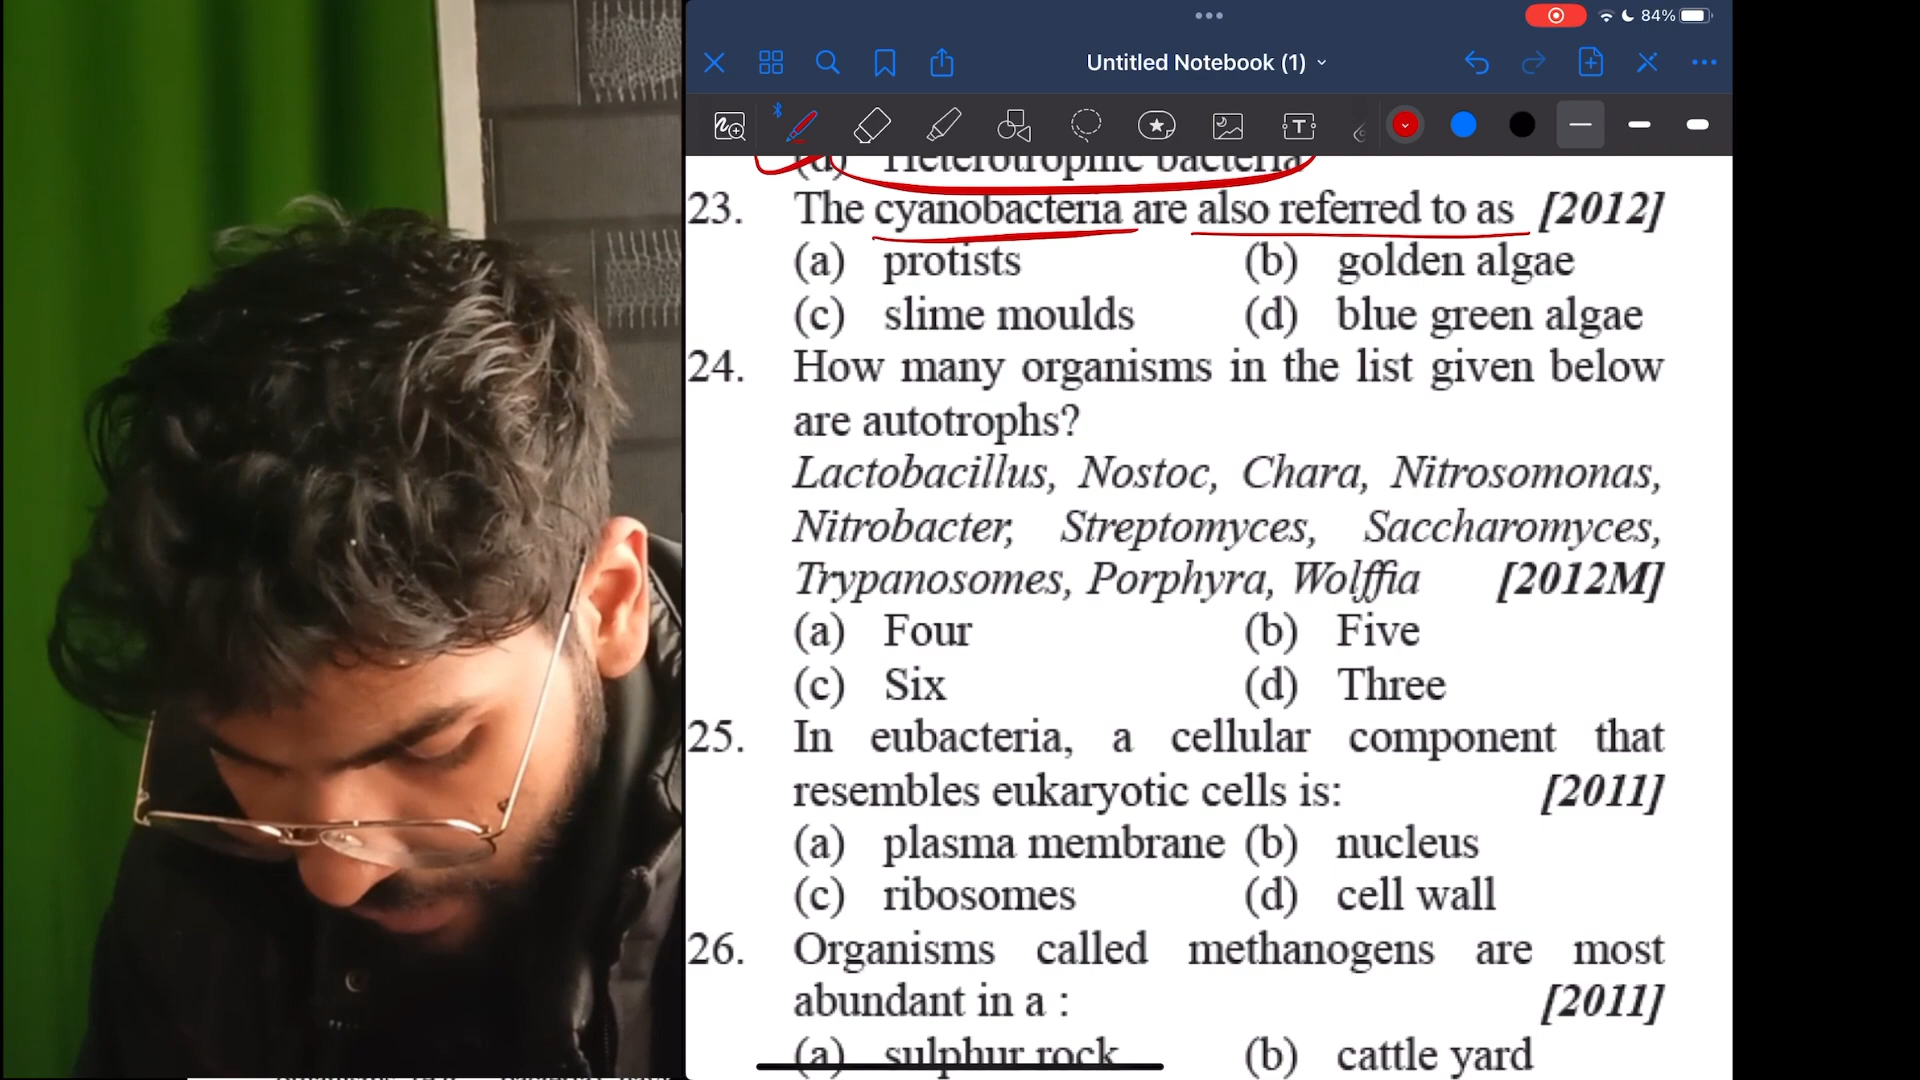 84%
Untitled Notebook (1)
(d) Heterotrophic bacteria
23. The cyanobacteria are also referred to as [2012]
(a) protists (b) golden algae
(c) slime moulds (d) blue green algae
24. How many organisms in the list given below
are autotrophs?
Lactobacillus, Nostoc, Chara, Nitrosomonas,
Nitrobacter, Streptomyces, Saccharomyces,
Trypanosomes, Porphyra, Wolffia [2012M]
(a) Four (b) Five
(c) Six (d) Three
25. In eubacteria, a cellular component that
resembles eukaryotic cells is: [2011]
(a) plasma membrane (b) nucleus
(c) ribosomes (d) cell wall
26. Organisms called methanogens are most
abundant in a : [2011]
(a) sulphur rock (b) cattle yard